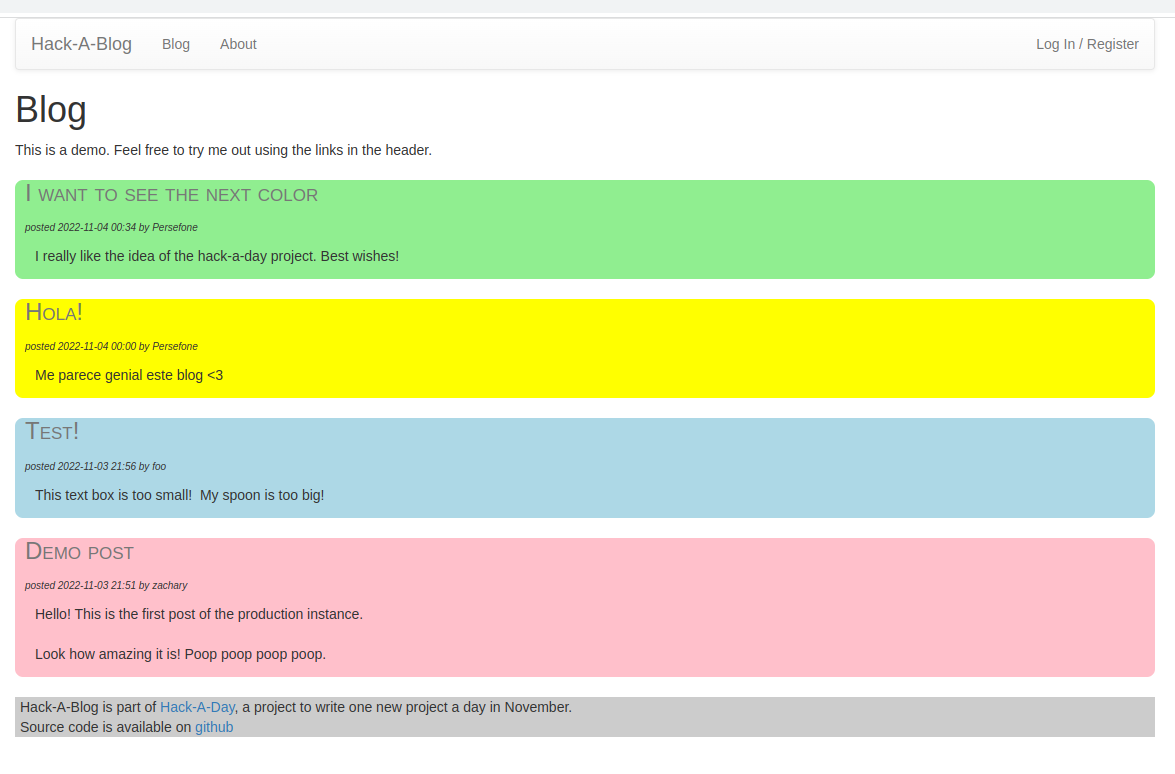 Hack-A-Blog Blog About Log In / Register
Blog
This is a demo. Feel free to try me out using the links in the header.
I want to see the next color
posted 2022-11-04 00:34 by Persefone
I really like the idea of the hack-a-day project. Best wishes!
Hola!
posted 2022-11-04 00:00 by Persefone
Me parece genial este blog <3
Test!
posted 2022-11-03 21:56 by foo
This text box is too small!  My spoon is too big!
Demo post
posted 2022-11-03 21:51 by zachary
Hello! This is the first post of the production instance.
Look how amazing it is! Poop poop poop poop.
Hack-A-Blog is part of Hack-A-Day, a project to write one new project a day in November.
Source code is available on github